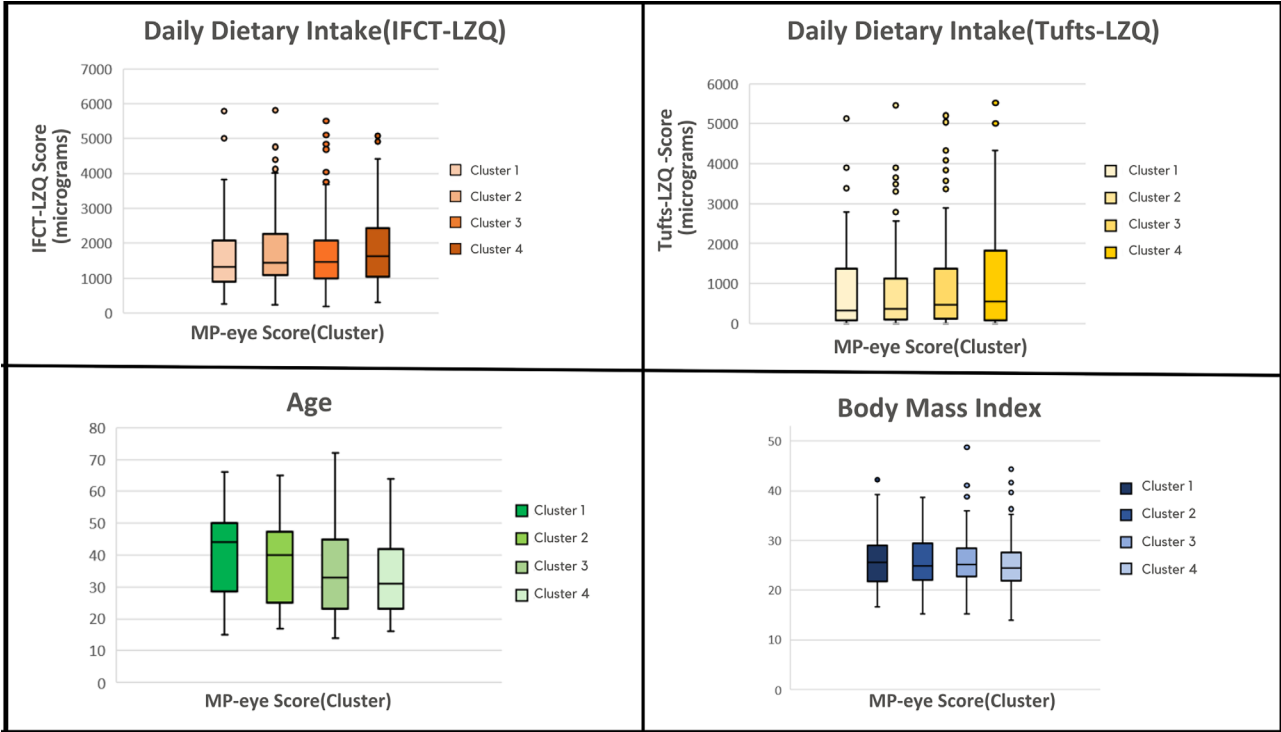 Daily Dietary Intake(IFCT-LZQ)
IFCT-LZQ Score
(micrograms)
7000
6000
5000
4000
3000
2000
1000
0
MP-eye Score(Cluster)
Cluster 1
Cluster 2
Cluster 3
Cluster 4
Daily Dietary Intake(Tufts-LZQ)
Tufts-LZQ -Score
(micrograms)
6000
5000
4000
3000
2000
1000
0
MP-eye Score(Cluster)
Cluster 1
Cluster 2
Cluster 3
Cluster 4
Age
80
70
60
50
40
30
20
10
0
MP-eye Score(Cluster)
Cluster 1
Cluster 2
Cluster 3
Cluster 4
Body Mass Index
50
40
30
20
10
0
MP-eye Score(Cluster)
Cluster 1
Cluster 2
Cluster 3
Cluster 4